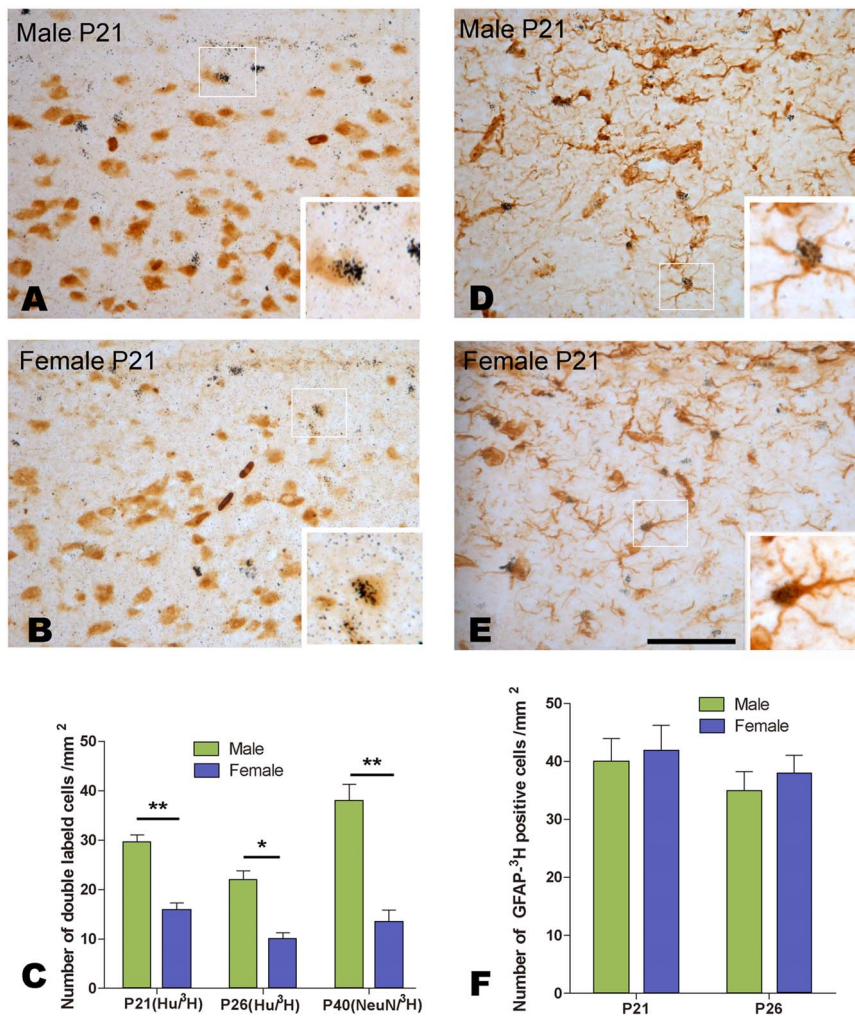 Male P21
A
Female P21
B
Male P21
D
Female P21
E
Number of double labeld cells /mm 2
50
40
30
20
10
0
Male
Female
**
*
**
P21(Hu/3H)
P26(Hu/3H)
P40(NeuN/3H)
C
Number of GFAP-3H positive cells /mm 2
50
40
30
20
10
0
Male
Female
P21
P26
F